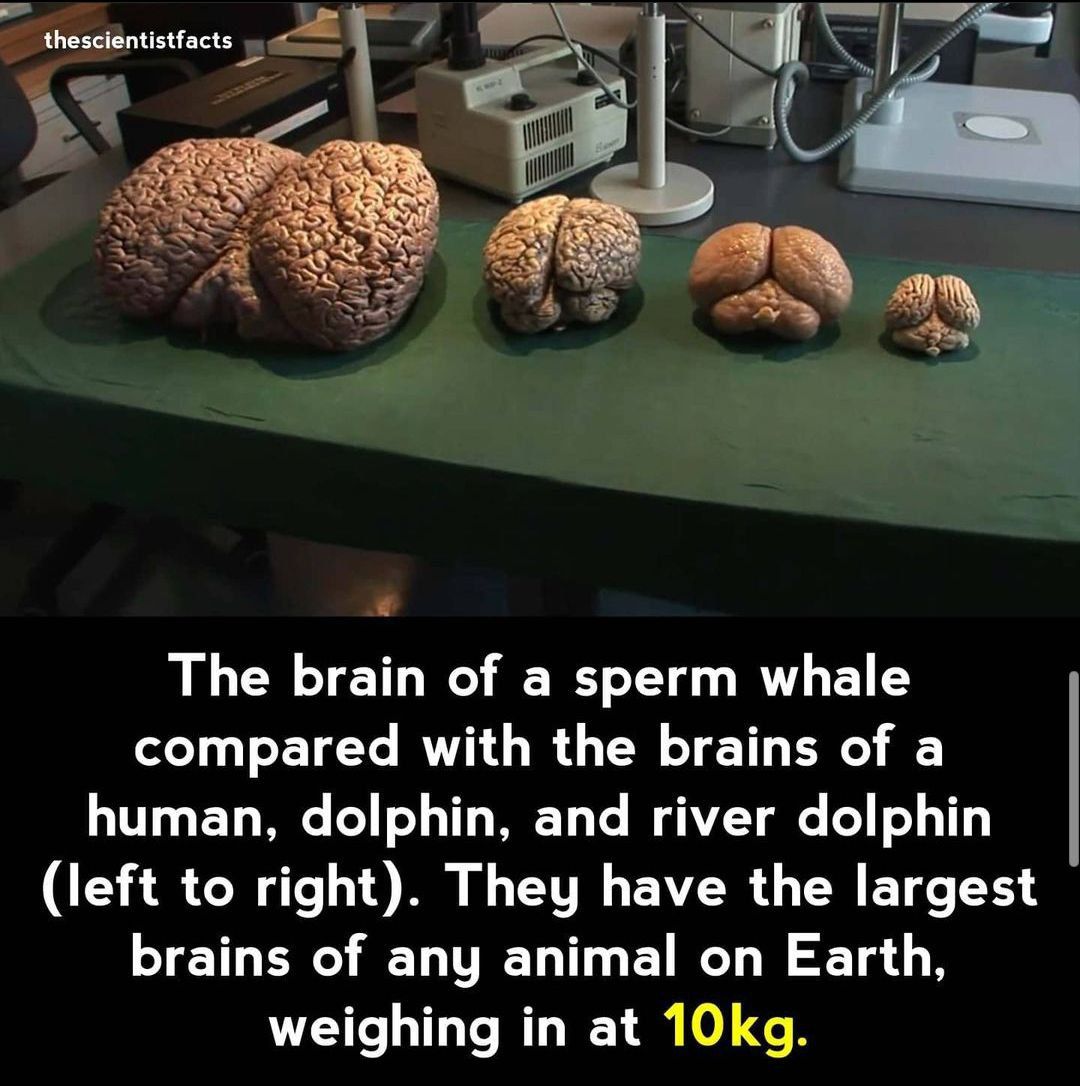 thescientistfacts
The brain of a sperm whale
compared with the brains of a
human, dolphin, and river dolphin
(left to right). They have the largest
brains of any animal on Earth,
weighing in at 10kg.